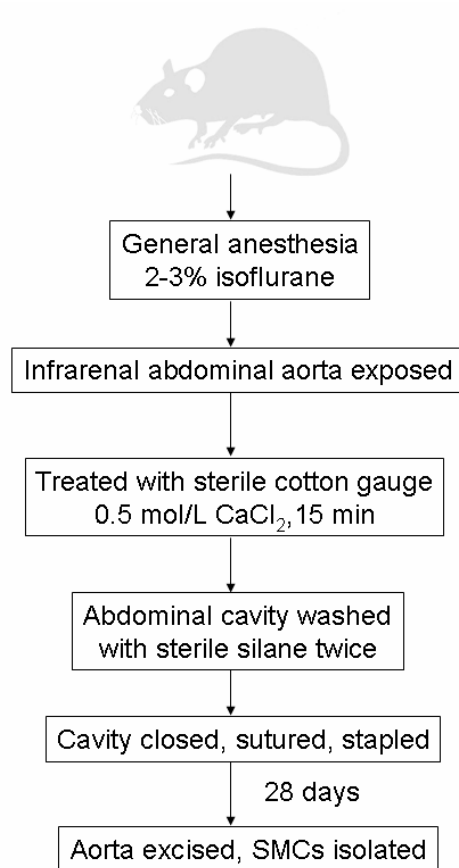 General anesthesia
2-3% isoflurane
Infrarenal abdominal aorta exposed
Treated with sterile cotton gauge
0.5 mol/L CaCl₂,15 min
Abdominal cavity washed
with sterile silane twice
Cavity closed, sutured, stapled
28 days
Aorta excised, SMCs isolated